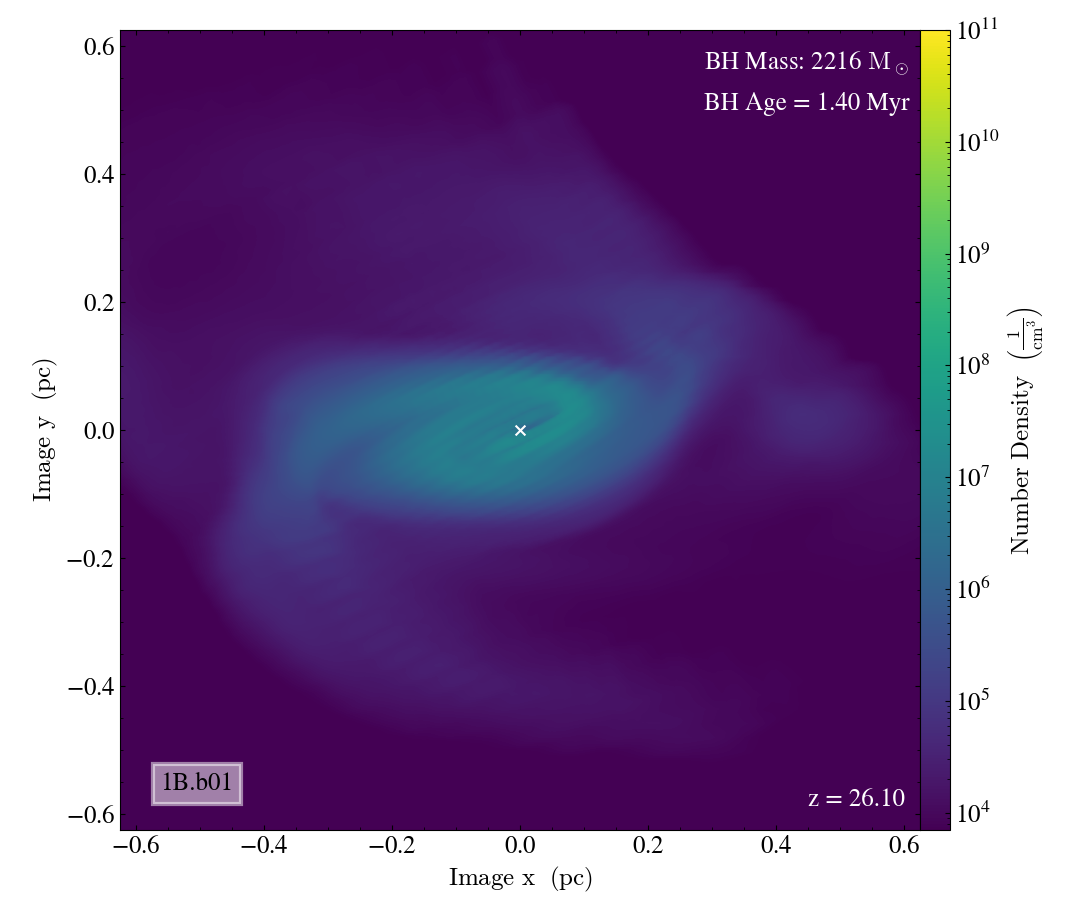 BH Mass: 2216 M⊙
BH Age = 1.40 Myr
1B.b01
z = 26.10
Image y (pc)
0.6
0.4
0.2
0.0
−0.2
−0.4
−0.6
−0.6 −0.4 −0.2 0.0 0.2 0.4 0.6
Image x (pc)
10¹¹
10¹⁰
10⁹
10⁸
10⁷
10⁶
10⁵
10⁴
Number Density (1/cm³)